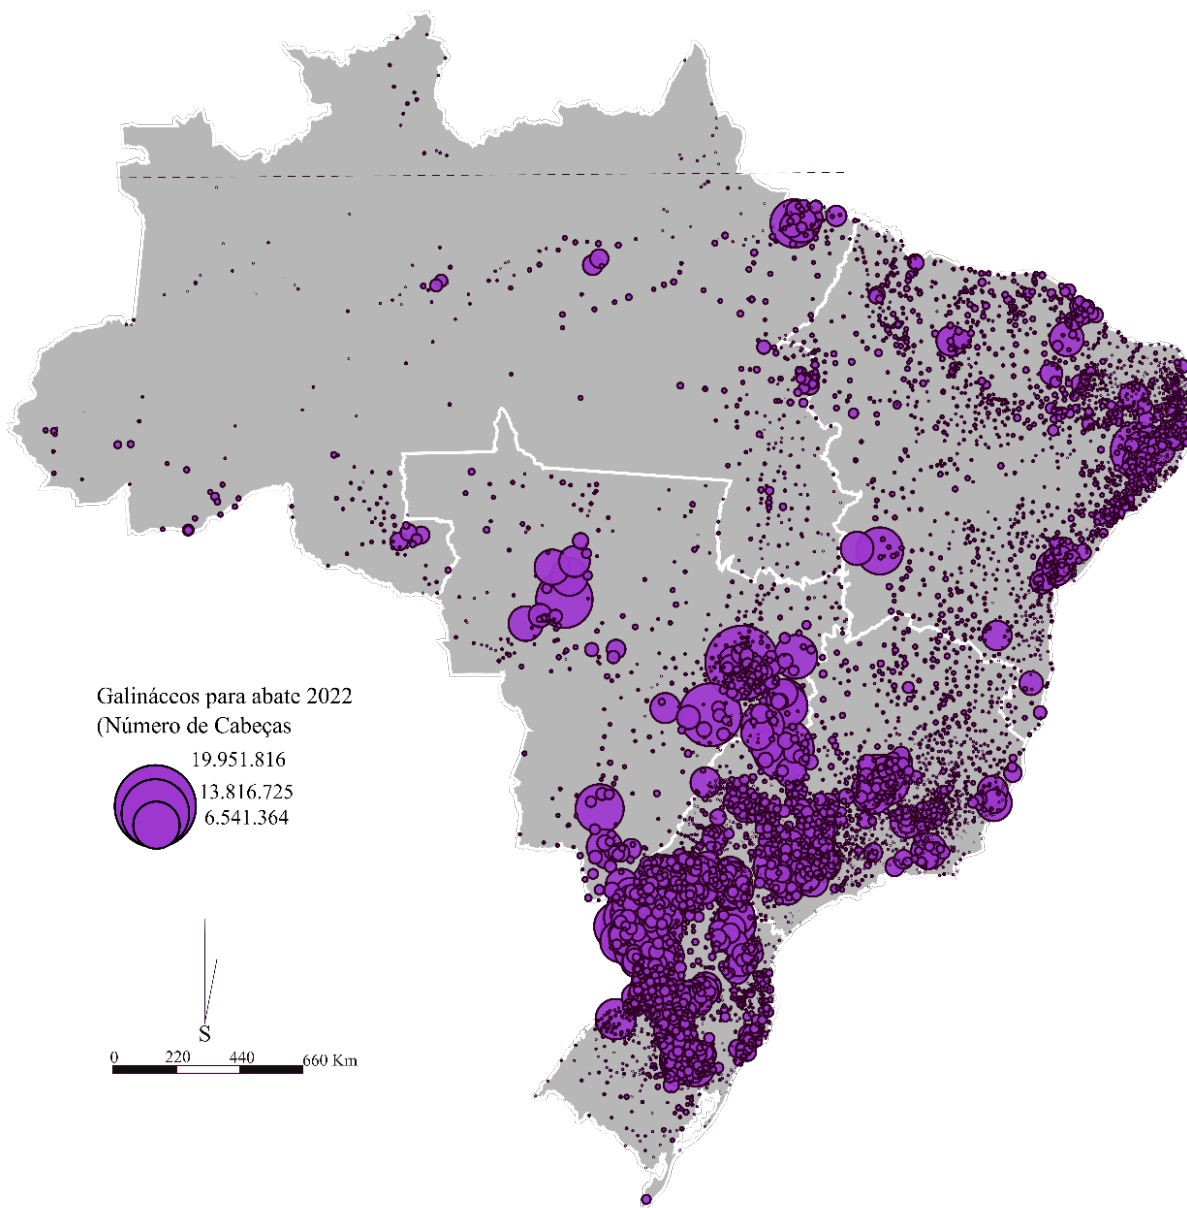 Galináceos para abate 2022
(Número de Cabeças
19.951.816
13.816.725
6.541.364
S
0 220 440 660 Km